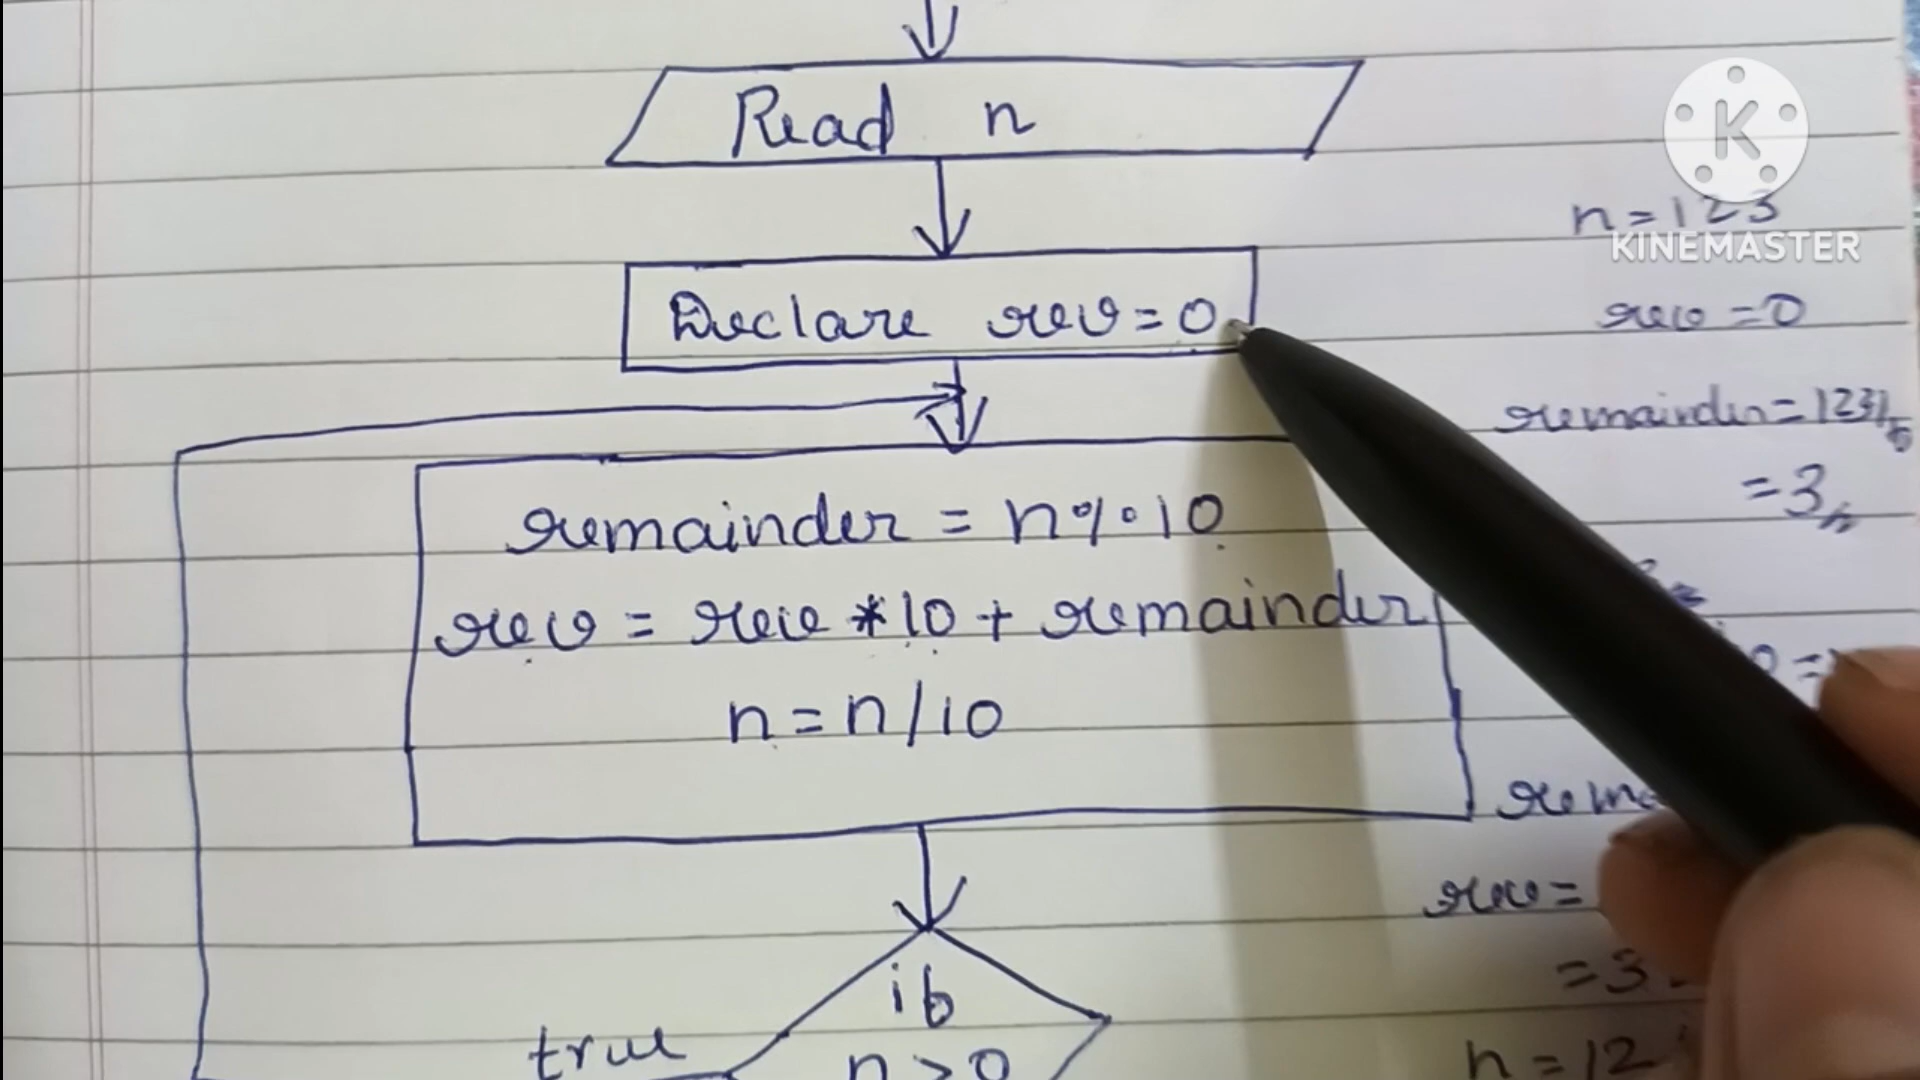 Read n
Declare rev=0
remainder = n%10
rev = rev *10 + remainder
n = n/10
if
n>0
true
K
KINEMASTER
n=123
rev=0
remainder=123%
=3
rev=
=3
n=12